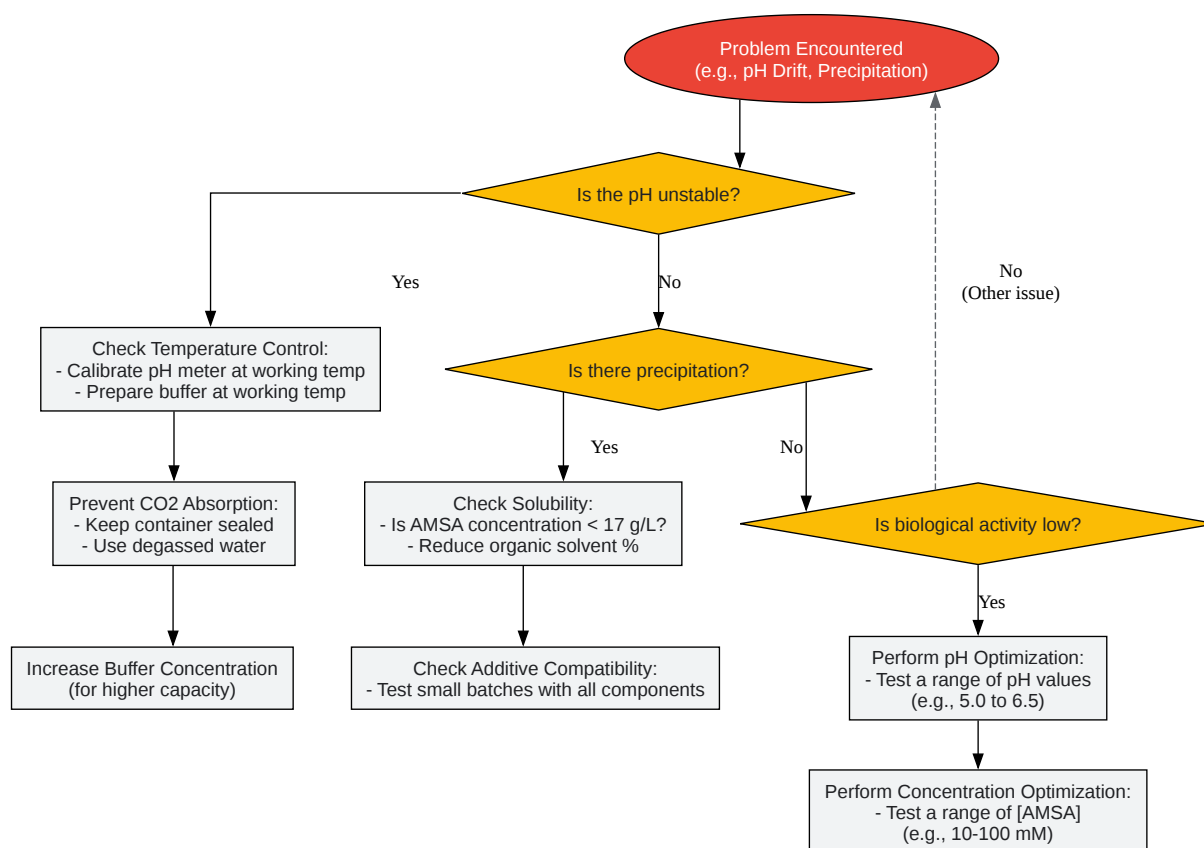 Problem Encountered
(e.g., pH Drift, Precipitation)
Is the pH unstable?
Yes
No
No
(Other issue)
Check Temperature Control:
- Calibrate pH meter at working temp
- Prepare buffer at working temp
Is there precipitation?
Yes
No
Prevent CO2 Absorption:
- Keep container sealed
- Use degassed water
Check Solubility:
- Is AMSA concentration < 17 g/L?
- Reduce organic solvent %
Is biological activity low?
Yes
Increase Buffer Concentration
(for higher capacity)
Check Additive Compatibility:
- Test small batches with all components
Perform pH Optimization:
- Test a range of pH values
(e.g., 5.0 to 6.5)
Perform Concentration Optimization:
- Test a range of [AMSA]
(e.g., 10-100 mM)